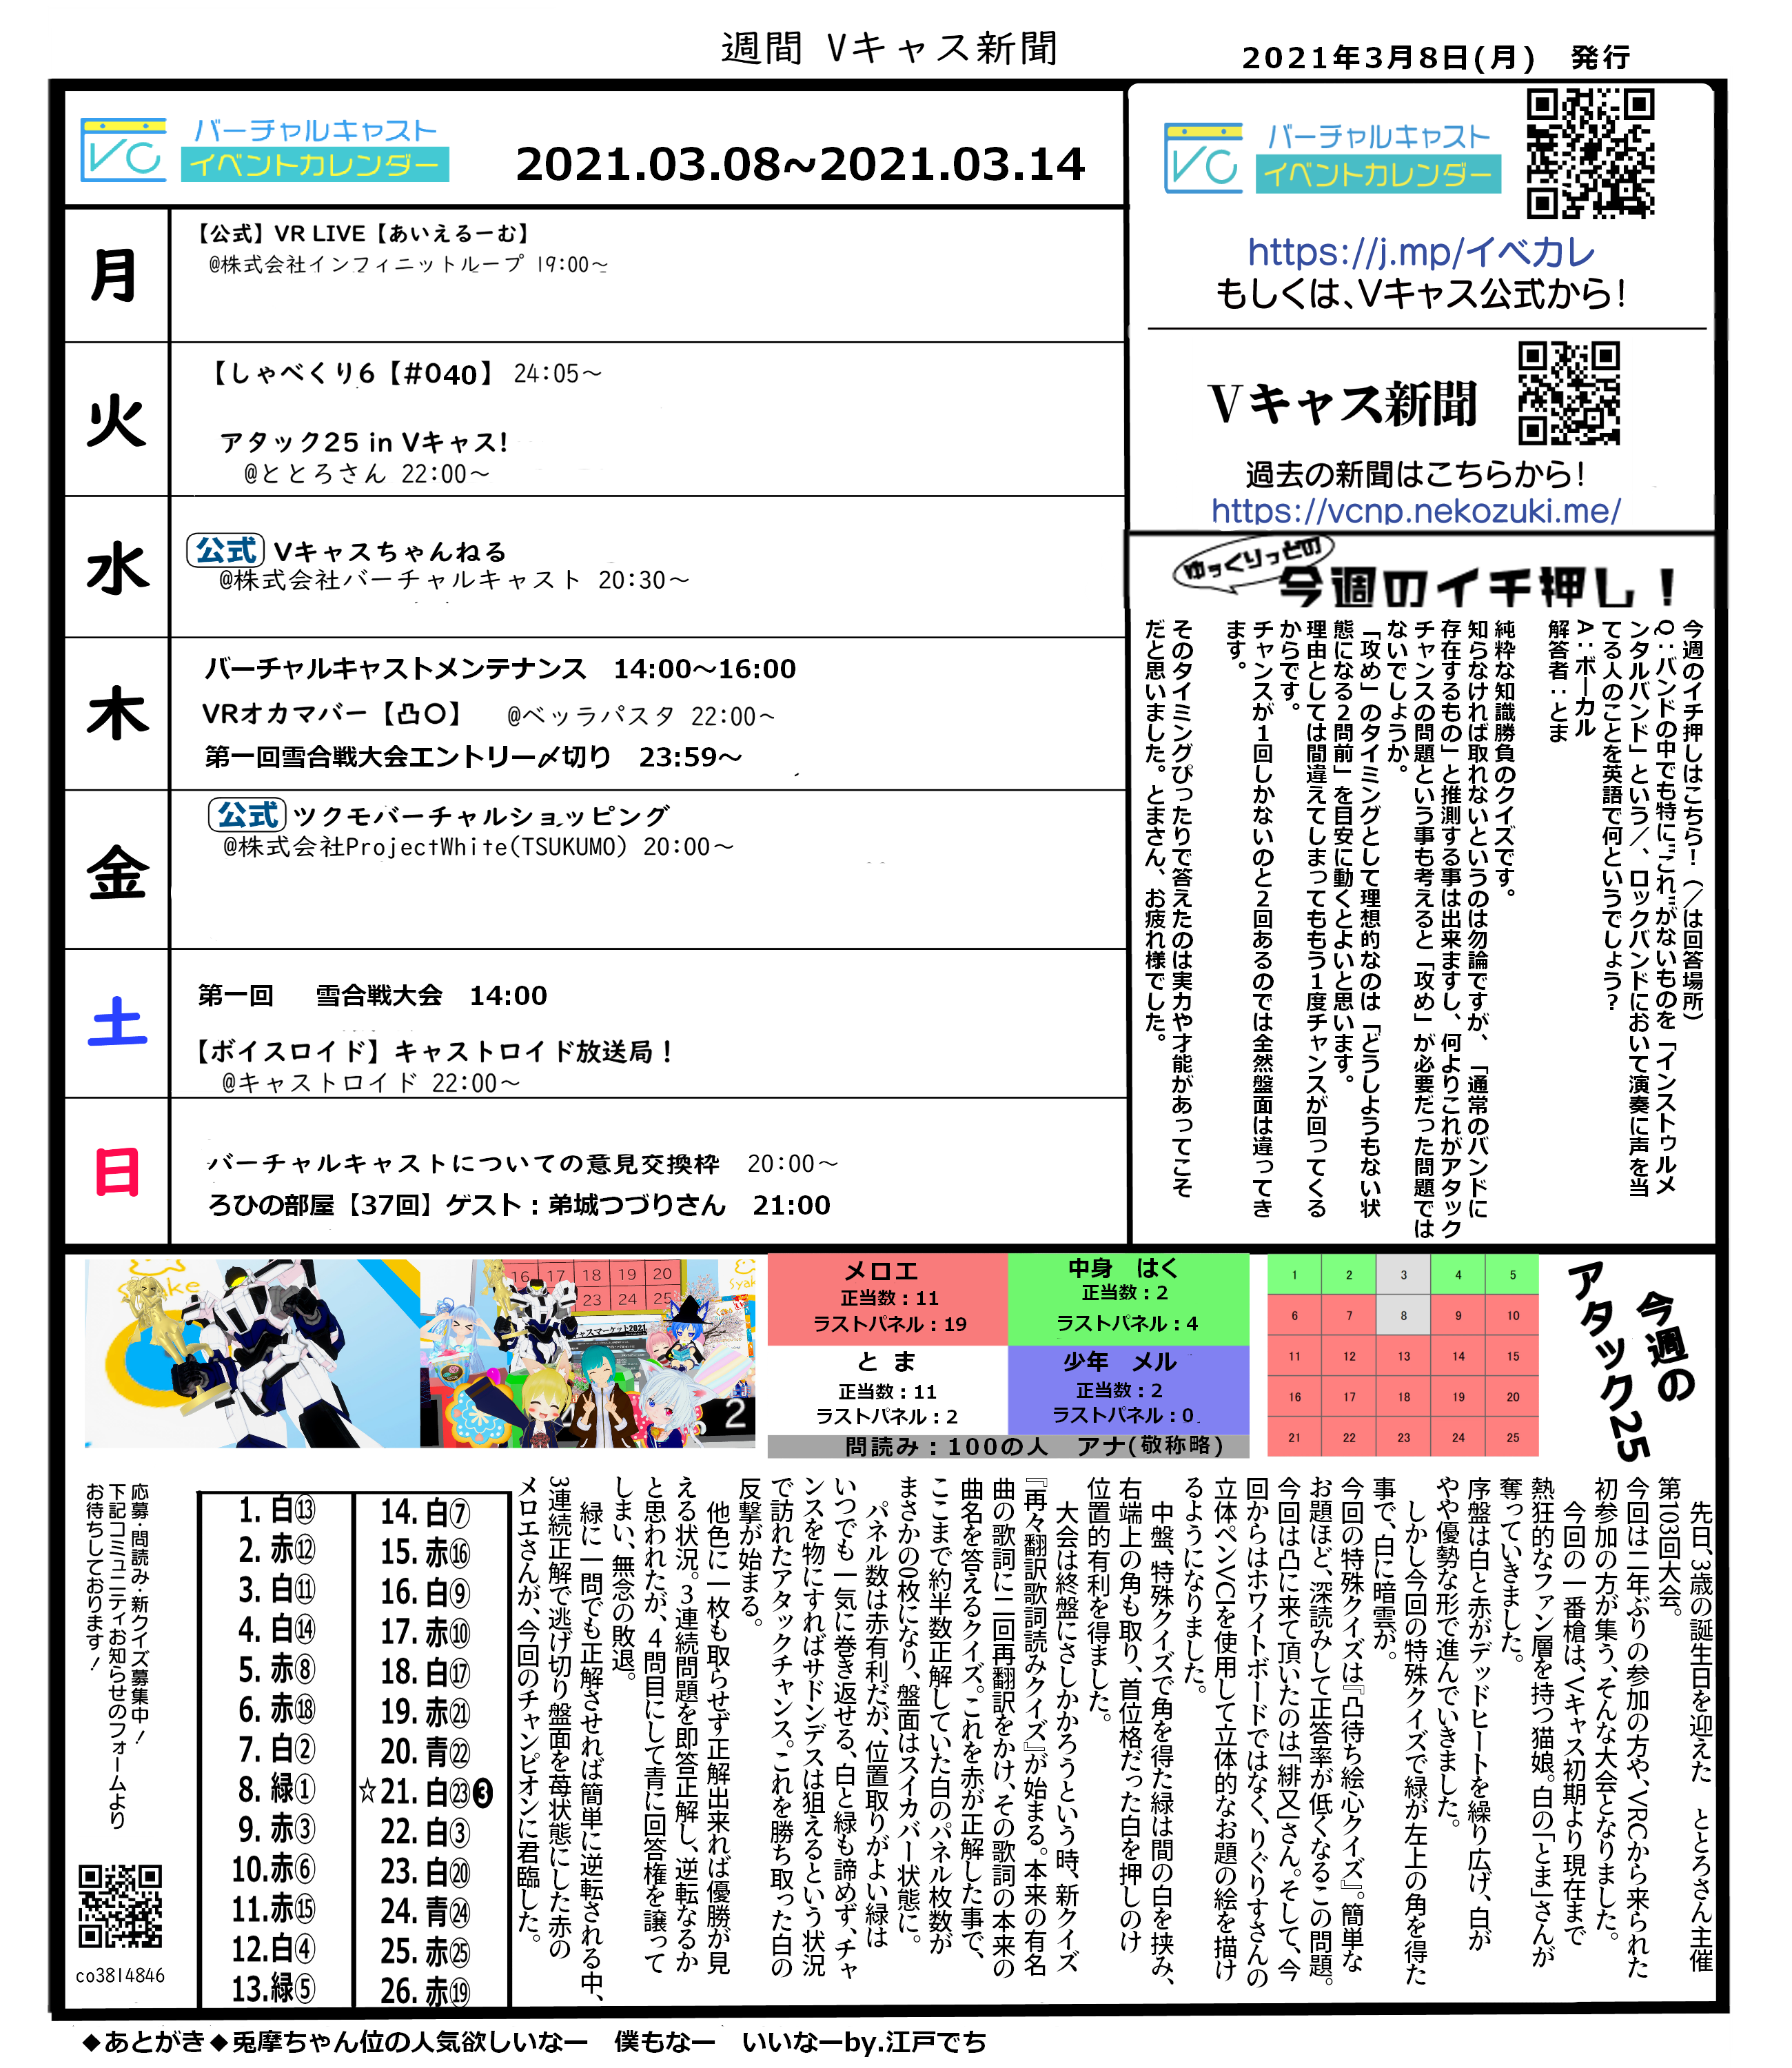 週間 Vキャス新聞
2021年3月8日(月)　発行
バーチャルキャスト
イベントカレンダー
2021.03.08~2021.03.14
月
【公式】VR LIVE【あいえるーむ】
@株式会社インフィニットループ 19:00～
火
【しゃべくり6【#040】 24:05～
アタック25 in Vキャス!
@ととろさん 22:00～
水
公式 Vキャスちゃんねる
@株式会社バーチャルキャスト 20:30～
木
バーチャルキャストメンテナンス　14:00～16:00
VRオカマバー【凸〇】　@ベッラパスタ 22:00～
第一回雪合戦大会エントリー〆切り　23:59～
金
公式 ツクモバーチャルショッピング
@株式会社ProjectWhite(TSUKUMO) 20:00～
土
第一回　雪合戦大会　14:00
【ボイスロイド】キャストロイド放送局！
@キャストロイド 22:00～
日
バーチャルキャストについての意見交換枠　20:00～
ろひの部屋【37回】ゲスト：弟城つづりさん　21:00
バーチャルキャスト
イベントカレンダー
https://j.mp/イベカレ
もしくは、Vキャス公式から！
Vキャス新聞
過去の新聞はこちらから！
https://vcnp.nekozuki.me/
ゆっくりっとの
今週のイチ押し！
今週のイチ押しはこちら！（／は回答場所）
Q：バンドの中でも特に"これ"がないものを「インストゥルメ
ンタルバンド」という／、ロックバンドにおいて演奏に声を当
てる人のことを英語で何というでしょう？
A：ボーカル
解答者：とま
純粋な知識勝負のクイズです。
知らなければ取れないというのは勿論ですが、「通常のバンドに
存在するもの」と推測する事は出来ますし、何よりこれがアタック
チャンスの問題という事も考えると「攻め」が必要だった問題では
ないでしょうか。
「攻め」のタイミングとして理想的なのは「どうしようもない状
態になる２問前」を目安に動くとよいと思います。
理由としては間違えてしまってももう１度チャンスが回ってくる
からです。
チャンスが１回しかないのと２回あるのでは全然盤面は違ってき
ます。
そのタイミングぴったりで答えたのは実力や才能があってこそ
だと思いました。とまさん、お疲れ様でした。
16 17 18 19 20
23 24 25
キャスマーケット2021
2
メロエ
正当数：11
ラストパネル：19
中身　はく
正当数：2
ラストパネル：4
とま
正当数：11
ラストパネル：2
少年　メル
正当数：2
ラストパネル：0
問読み：100の人　アナ(敬称略)
1 2 3 4 5
6 7 8 9 10
11 12 13 14 15
16 17 18 19 20
21 22 23 24 25
今週の
アタック25
先日、3歳の誕生日を迎えた　ととろさん主催
第103回大会。
今回は二年ぶりの参加の方や、VRCから来られた
初参加の方が集う、そんな大会となりました。
今回の一番槍は、Vキャス初期より現在まで
熱狂的なファン層を持つ猫娘。白の「とま」さんが
奪っていきました。
序盤は白と赤がデッドヒートを繰り広げ、白が
やや優勢な形で進んでいきました。
しかし今回の特殊クイズで緑が左上の角を得た
事で、白に暗雲が。
今回の特殊クイズは『凸待ち絵心クイズ』。簡単な
お題ほど、深読みして正答率が低くなるこの問題。
今回は凸に来て頂いたのは「緋又」さん。そして、今
回からはホワイトボードではなく、りぐりすさんの
立体ペンVCIを使用して立体的なお題の絵を描け
るようになりました。
中盤、特殊クイズで角を得た緑は間の白を挟み、
右端上の角も取り、首位格だった白を押しのけ
位置的有利を得ました。
大会は終盤にさしかかろうという時、新クイズ
『再々翻訳歌詞読みクイズ』が始まる。本来の有名
曲の歌詞に二回再翻訳をかけ、その歌詞の本来の
曲名を答えるクイズ。これを赤が正解した事で、
ここまで約半数正解していた白のパネル枚数が
まさかの0枚になり、盤面はスイカバー状態に。
パネル数は赤有利だが、位置取りがよい緑は
いつでも一気に巻き返せる、白と緑も諦めず、チャ
ンスを物にすればサドンデスは狙えるという状況
で訪れたアタックチャンス。これを勝ち取った白の
反撃が始まる。
他色に一枚も取らせず正解出来れば優勝が見
える状況。3連続問題を即答正解し、逆転なるか
と思われたが、4問目にして青に回答権を譲って
しまい、無念の敗退。
緑に一問でも正解させれば簡単に逆転される中、
3連続正解で逃げ切り盤面を苺状態にした赤の
メロエさんが、今回のチャンピオンに君臨した。
1. 白⑬
2. 赤⑫
3. 白⑪
4. 白⑭
5. 赤⑧
6. 赤⑱
7. 白②
8. 緑①
9. 赤③
10.赤⑥
11.赤⑮
12.白④
13.緑⑤
14. 白⑦
15. 赤⑯
16. 白⑨
17. 赤⑩
18. 白⑰
19. 赤㉑
20. 青㉒
☆21. 白㉓❸
22. 白③
23. 白⑳
24. 青㉔
25. 赤㉕
26. 赤⑲
応募・問読み・新クイズ募集中！
下記コミュニティお知らせのフォームより
お待ちしております！
co3814846
◆あとがき◆兎摩ちゃん位の人気欲しいなー　僕もなー　いいなーby.江戸でち